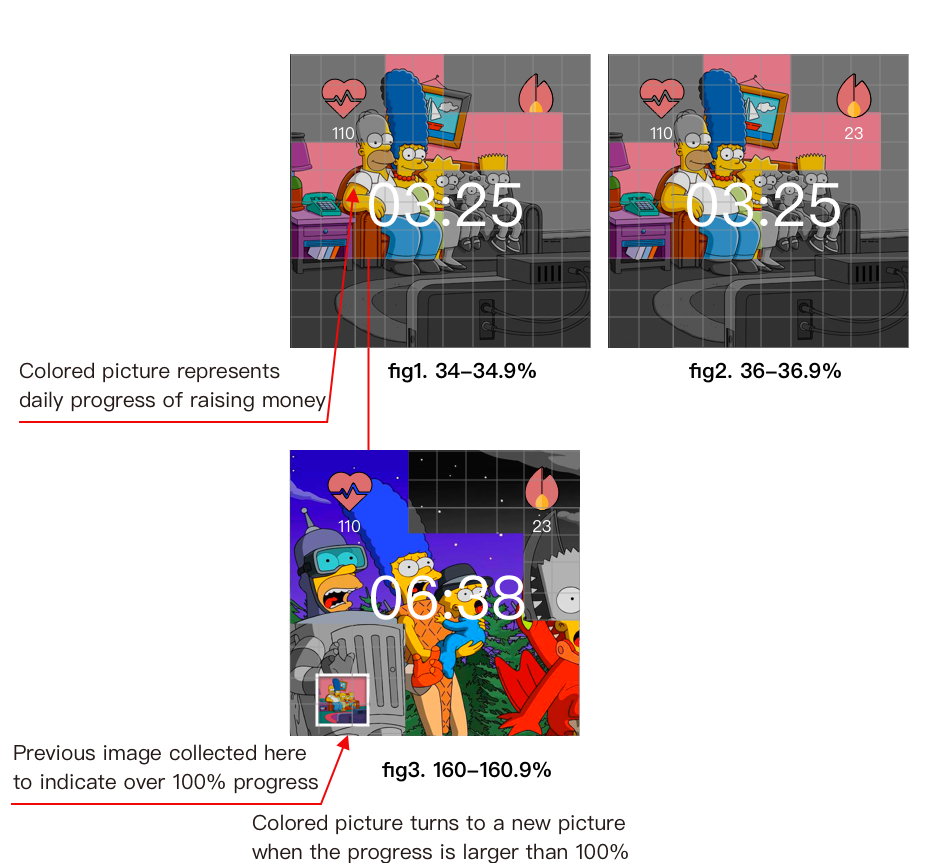 110
03:25
110
23
03:25
fig1. 34–34.9%
fig2. 36–36.9%
Colored picture represents
daily progress of raising money
110
23
06:38
Previous image collected here
to indicate over 100% progress
fig3. 160–160.9%
Colored picture turns to a new picture
when the progress is larger than 100%